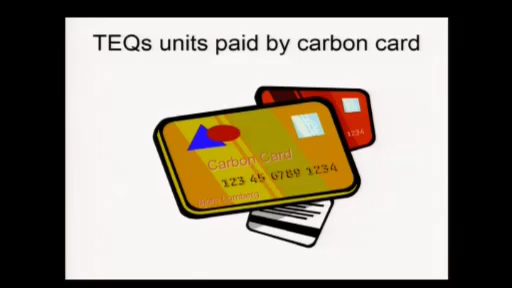 TEQs units paid by carbon card
1234
Carbon Card
123 45 6789 1234